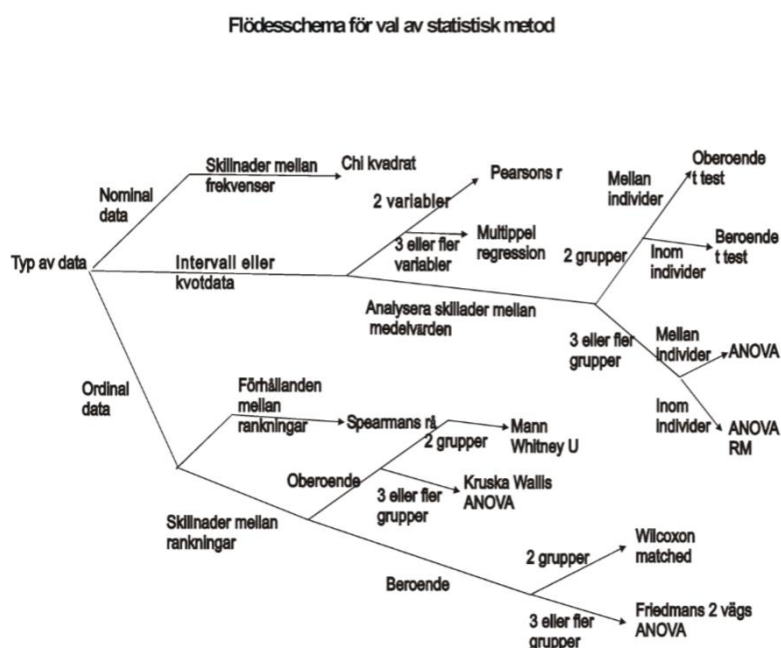 Flödesschema för val av statistisk metod
Typ av data
Nominal
data
Skillnader mellan
frekvenser
Chi kvadrat
Intervall eller
kvotdata
2 variabler
Pearsons r
3 eller fler
variabler
Multippel
regression
Analysera skillader mellan
medelvärden
2 grupper
Mellan
individer
Oberoende
t test
Inom
individer
Beroende
t test
3 eller fler
grupper
Mellan
individer
ANOVA
Inom
individer
ANOVA
RM
Ordinal
data
Förhållanden
mellan
rankningar
Spearmans rå
Skillnader mellan
rankningar
Oberoende
2 grupper
Mann
Whitney U
3 eller fler
grupper
Kruska Wallis
ANOVA
Beroende
2 grupper
Wilcoxon
matched
3 eller fler
grupper
Friedmans 2 vägs
ANOVA